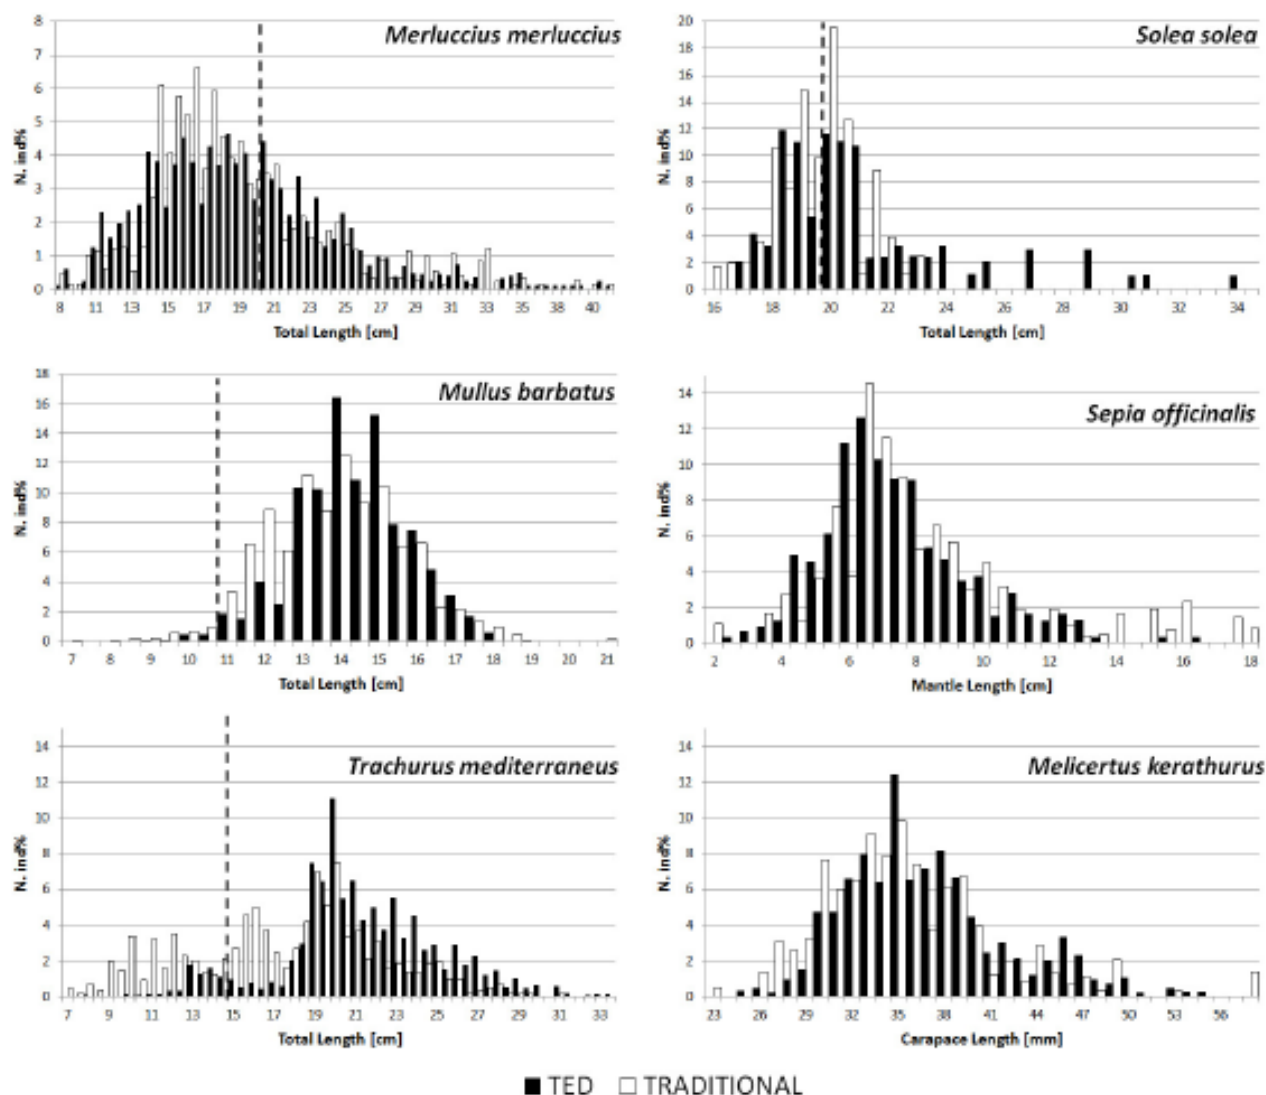 Merluccius merluccius
N. ind%
8
7
6
5
4
3
2
1
0
8 11 13 15 17 19 21 23 25 27 29 31 33 35 40
Total Length [cm]
Solea solea
N. ind%
20
18
16
14
12
10
8
6
4
2
0
16 18 20 22 24 26 28 30 32 34
Total Length [cm]
Mullus barbatus
N. ind%
18
16
14
12
10
8
6
4
2
0
7 8 9 10 11 12 13 14 15 16 17 18 19 20 21
Total Length [cm]
Sepia officinalis
N. ind%
14
12
10
8
6
4
2
0
2 4 6 8 10 12 14 16 18
Mantle Length [cm]
Trachurus mediterraneus
N. ind%
14
12
10
8
6
4
2
0
7 9 11 13 15 17 19 21 23 25 27 29 31 33
Total Length [cm]
Melicertus kerathurus
N. ind%
14
12
10
8
6
4
2
0
23 26 29 32 35 38 41 44 47 50 53 56
Carapace Length [mm]
TED TRADITIONAL